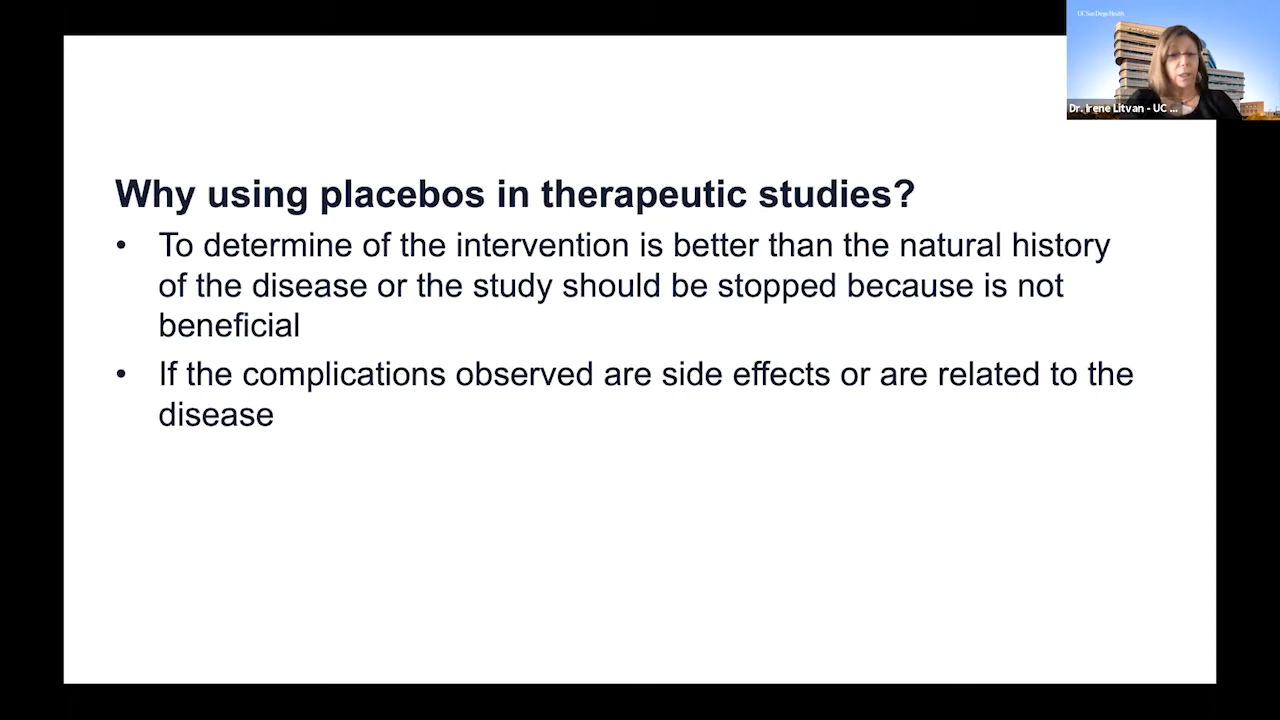 UC San Diego Health
Dr. Irene Litvan - UC ...
Why using placebos in therapeutic studies?
• To determine of the intervention is better than the natural history
of the disease or the study should be stopped because is not
beneficial
• If the complications observed are side effects or are related to the
disease